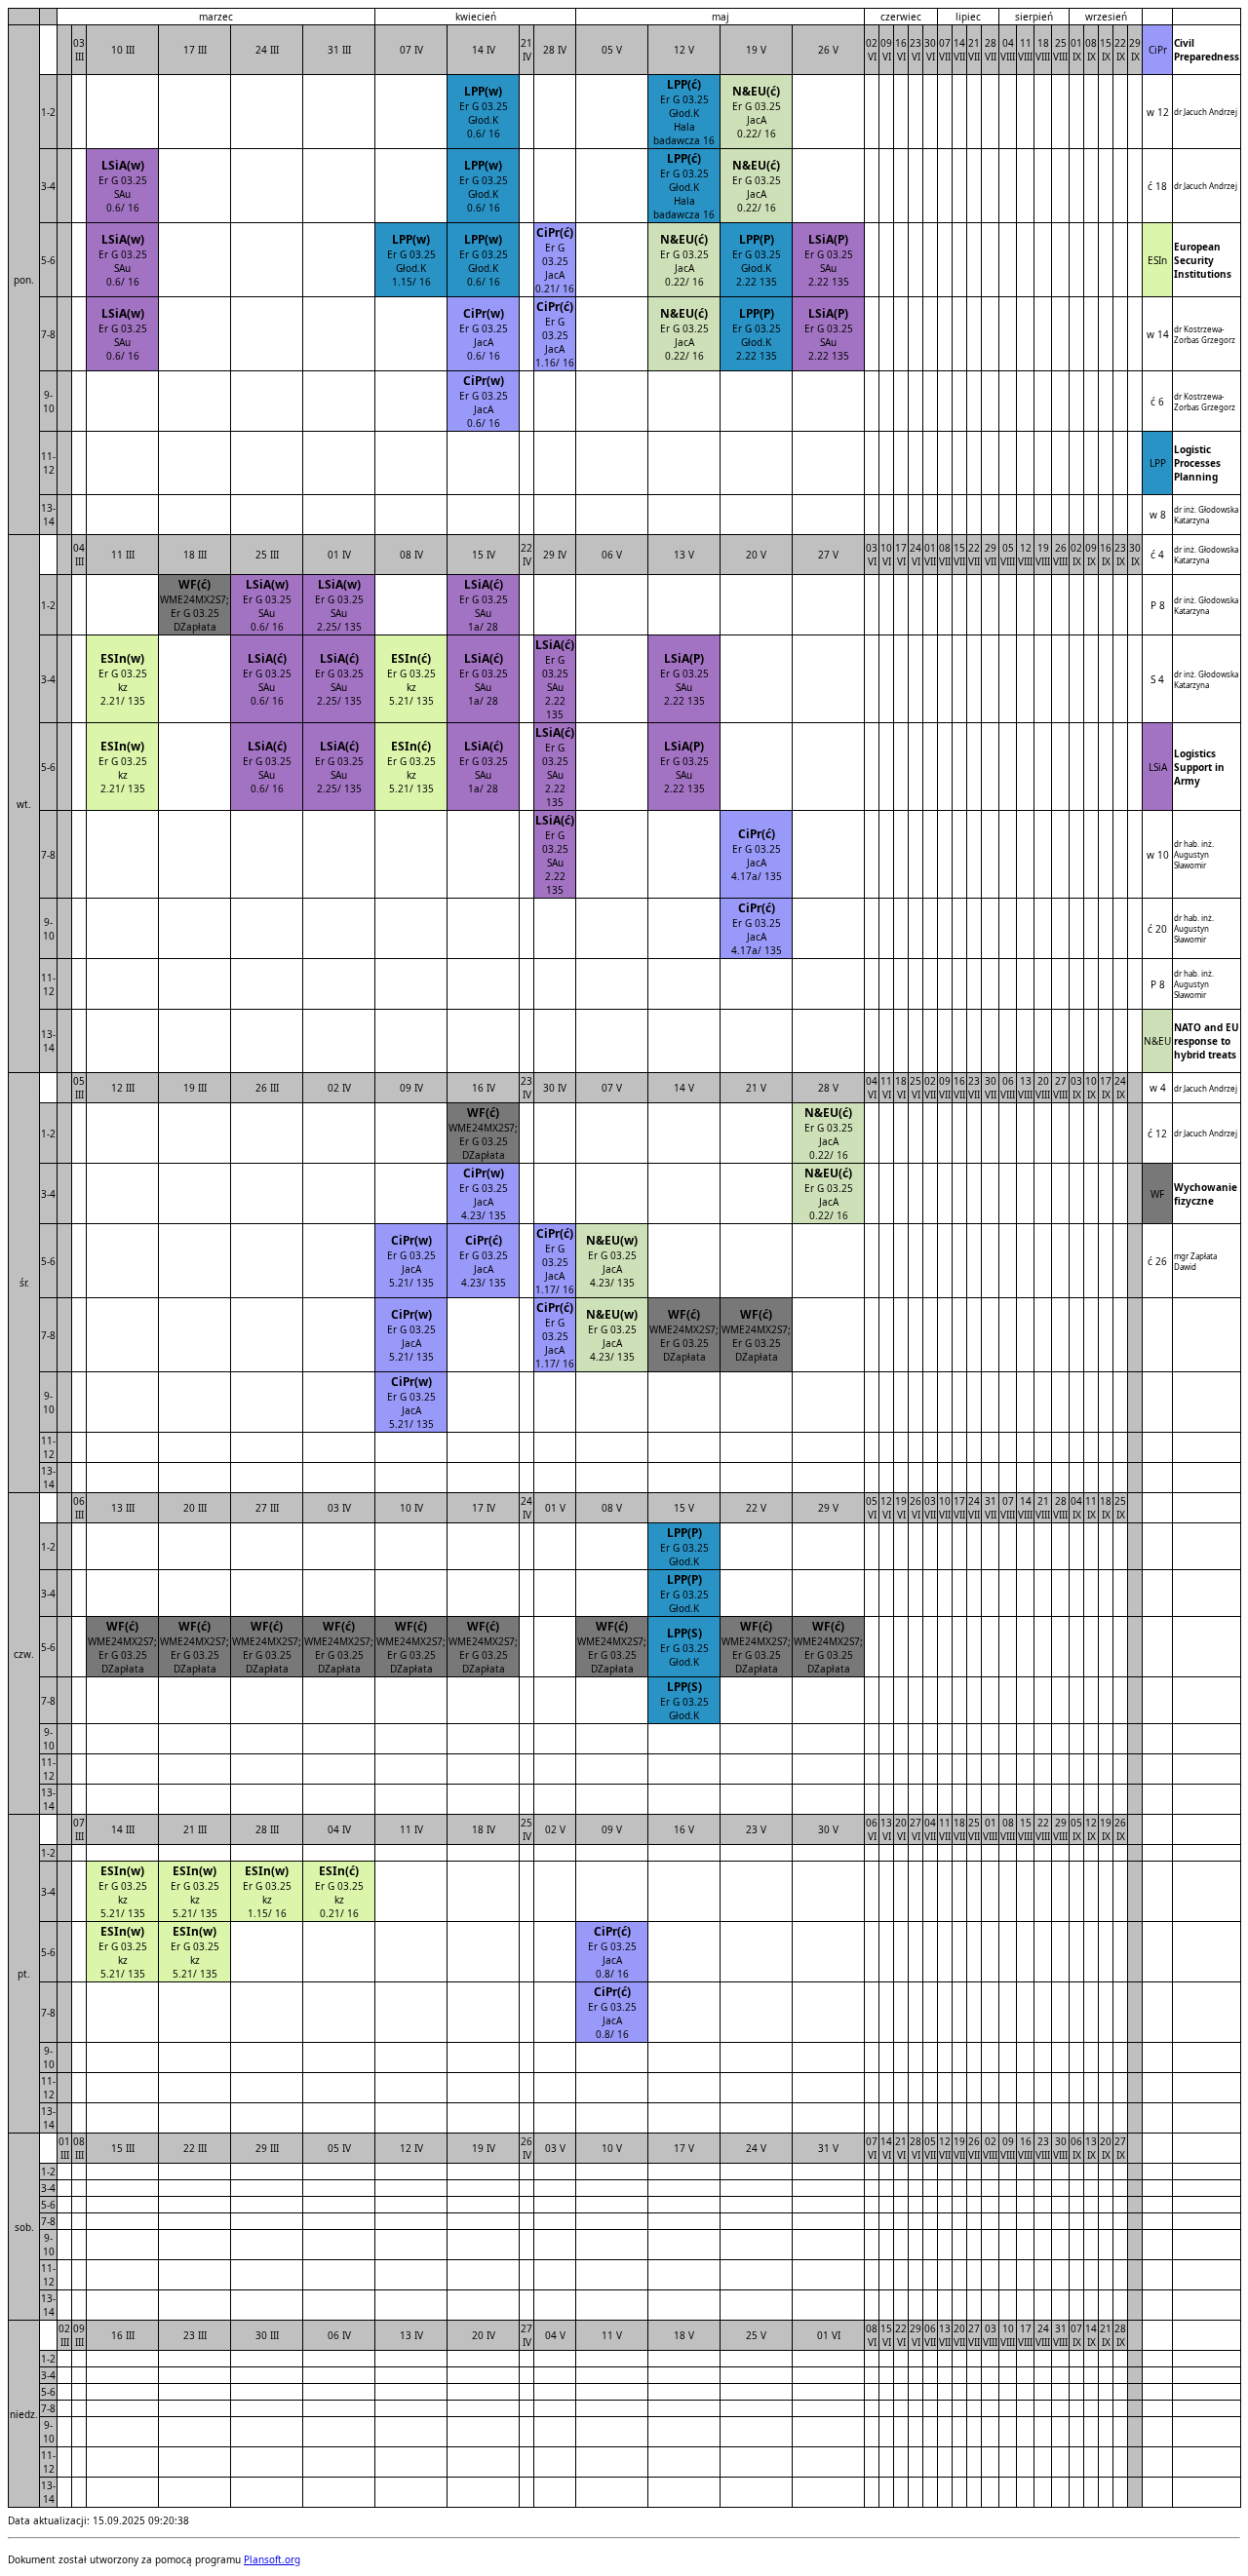 marzec kwiecień maj czerwiec lipiec sierpień wrzesień
pon.
03 III 10 III 17 III 24 III 31 III 07 IV 14 IV 21 IV 28 IV 05 V 12 V 19 V 26 V 02 VI 09 VI 16 VI 23 VI 30 VI 07 VII 14 VII 21 VII 28 VII 04 VIII 11 VIII 18 VIII 25 VIII 01 IX 08 IX 15 IX 22 IX 29 IX CiPr Civil Preparedness
1-2
LPP(w)
Er G 03.25
Głod.K
0.6/ 16
LPP(ć)
Er G 03.25
Głod.K
Hala
badawcza 16
N&EU(ć)
Er G 03.25
JacA
0.22/ 16
w 12 dr Jacuch Andrzej
3-4
LSiA(w)
Er G 03.25
SAu
0.6/ 16
LPP(w)
Er G 03.25
Głod.K
0.6/ 16
LPP(ć)
Er G 03.25
Głod.K
Hala
badawcza 16
N&EU(ć)
Er G 03.25
JacA
0.22/ 16
ć 18 dr Jacuch Andrzej
5-6
LSiA(w)
Er G 03.25
SAu
0.6/ 16
LPP(w)
Er G 03.25
Głod.K
1.15/ 16
LPP(w)
Er G 03.25
Głod.K
0.6/ 16
CiPr(ć)
Er G
03.25
JacA
0.21/ 16
N&EU(ć)
Er G 03.25
JacA
0.22/ 16
LPP(P)
Er G 03.25
Głod.K
2.22 135
LSiA(P)
Er G 03.25
SAu
2.22 135
ESIn
European
Security
Institutions
7-8
LSiA(w)
Er G 03.25
SAu
0.6/ 16
CiPr(w)
Er G 03.25
JacA
0.6/ 16
CiPr(ć)
Er G
03.25
JacA
1.16/ 16
N&EU(ć)
Er G 03.25
JacA
0.22/ 16
LPP(P)
Er G 03.25
Głod.K
2.22 135
LSiA(P)
Er G 03.25
SAu
2.22 135
w 14
dr Kostrzewa-
Zorbas Grzegorz
9-
10
CiPr(w)
Er G 03.25
JacA
0.6/ 16
ć 6
dr Kostrzewa-
Zorbas Grzegorz
11-
12
LPP
Logistic
Processes
Planning
13-
14
w 8
dr inż. Głodowska
Katarzyna
wt.
04 III 11 III 18 III 25 III 01 IV 08 IV 15 IV 22 IV 29 IV 06 V 13 V 20 V 27 V 03 VI 10 VI 17 VI 24 VI 01 VII 08 VII 15 VII 22 VII 29 VII 05 VIII 12 VIII 19 VIII 26 VIII 02 IX 09 IX 16 IX 23 IX 30 IX ć 4
dr inż. Głodowska
Katarzyna
1-2
WF(ć)
WME24MX2S7;
Er G 03.25
DZapłata
LSiA(w)
Er G 03.25
SAu
0.6/ 16
LSiA(w)
Er G 03.25
SAu
2.25/ 135
LSiA(ć)
Er G 03.25
SAu
1a/ 28
P 8
dr inż. Głodowska
Katarzyna
3-4
ESIn(w)
Er G 03.25
kz
2.21/ 135
LSiA(ć)
Er G 03.25
SAu
0.6/ 16
LSiA(ć)
Er G 03.25
SAu
2.25/ 135
ESIn(ć)
Er G 03.25
kz
5.21/ 135
LSiA(ć)
Er G 03.25
SAu
1a/ 28
LSiA(ć)
Er G
03.25
SAu
2.22
135
LSiA(P)
Er G 03.25
SAu
2.22 135
S 4
dr inż. Głodowska
Katarzyna
5-6
ESIn(w)
Er G 03.25
kz
2.21/ 135
LSiA(ć)
Er G 03.25
SAu
0.6/ 16
LSiA(ć)
Er G 03.25
SAu
2.25/ 135
ESIn(ć)
Er G 03.25
kz
5.21/ 135
LSiA(ć)
Er G 03.25
SAu
1a/ 28
LSiA(ć)
Er G
03.25
SAu
2.22
135
LSiA(P)
Er G 03.25
SAu
2.22 135
LSiA
Logistics
Support in
Army
7-8
LSiA(ć)
Er G
03.25
SAu
2.22
135
CiPr(ć)
Er G 03.25
JacA
4.17a/ 135
w 10
dr hab. inż.
Augustyn
Sławomir
9-
10
CiPr(ć)
Er G 03.25
JacA
4.17a/ 135
ć 20
dr hab. inż.
Augustyn
Sławomir
11-
12
P 8
dr hab. inż.
Augustyn
Sławomir
13-
14
N&EU
NATO and EU
response to
hybrid treats
śr.
05 III 12 III 19 III 26 III 02 IV 09 IV 16 IV 23 IV 30 IV 07 V 14 V 21 V 28 V 04 VI 11 VI 18 VI 25 VI 02 VII 09 VII 16 VII 23 VII 30 VII 06 VIII 13 VIII 20 VIII 27 VIII 03 IX 10 IX 17 IX 24 IX w 4 dr Jacuch Andrzej
1-2
WF(ć)
WME24MX2S7;
Er G 03.25
DZapłata
N&EU(ć)
Er G 03.25
JacA
0.22/ 16
ć 12 dr Jacuch Andrzej
3-4
CiPr(w)
Er G 03.25
JacA
4.23/ 135
N&EU(ć)
Er G 03.25
JacA
0.22/ 16
WF
Wychowanie
fizyczne
5-6
CiPr(w)
Er G 03.25
JacA
5.21/ 135
CiPr(ć)
Er G 03.25
JacA
4.23/ 135
CiPr(ć)
Er G
03.25
JacA
1.17/ 16
N&EU(w)
Er G 03.25
JacA
4.23/ 135
ć 26
mgr Zapłata
Dawid
7-8
CiPr(w)
Er G 03.25
JacA
5.21/ 135
CiPr(ć)
Er G
03.25
JacA
1.17/ 16
N&EU(w)
Er G 03.25
JacA
4.23/ 135
WF(ć)
WME24MX2S7;
Er G 03.25
DZapłata
WF(ć)
WME24MX2S7;
Er G 03.25
DZapłata
9-
10
CiPr(w)
Er G 03.25
JacA
5.21/ 135
11-
12
13-
14
czw.
06 III 13 III 20 III 27 III 03 IV 10 IV 17 IV 24 IV 01 V 08 V 15 V 22 V 29 V 05 VI 12 VI 19 VI 26 VI 03 VII 10 VII 17 VII 24 VII 31 VII 07 VIII 14 VIII 21 VIII 28 VIII 04 IX 11 IX 18 IX 25 IX
1-2
LPP(P)
Er G 03.25
Głod.K
3-4
LPP(P)
Er G 03.25
Głod.K
5-6
WF(ć)
WME24MX2S7;
Er G 03.25
DZapłata
WF(ć)
WME24MX2S7;
Er G 03.25
DZapłata
WF(ć)
WME24MX2S7;
Er G 03.25
DZapłata
WF(ć)
WME24MX2S7;
Er G 03.25
DZapłata
WF(ć)
WME24MX2S7;
Er G 03.25
DZapłata
WF(ć)
WME24MX2S7;
Er G 03.25
DZapłata
WF(ć)
WME24MX2S7;
Er G 03.25
DZapłata
LPP(S)
Er G 03.25
Głod.K
WF(ć)
WME24MX2S7;
Er G 03.25
DZapłata
WF(ć)
WME24MX2S7;
Er G 03.25
DZapłata
7-8
LPP(S)
Er G 03.25
Głod.K
9-
10
11-
12
13-
14
pt.
07 III 14 III 21 III 28 III 04 IV 11 IV 18 IV 25 IV 02 V 09 V 16 V 23 V 30 V 06 VI 13 VI 20 VI 27 VI 04 VII 11 VII 18 VII 25 VII 01 VIII 08 VIII 15 VIII 22 VIII 29 VIII 05 IX 12 IX 19 IX 26 IX
1-2
3-4
ESIn(w)
Er G 03.25
kz
5.21/ 135
ESIn(w)
Er G 03.25
kz
5.21/ 135
ESIn(w)
Er G 03.25
kz
1.15/ 16
ESIn(ć)
Er G 03.25
kz
0.21/ 16
5-6
ESIn(w)
Er G 03.25
kz
5.21/ 135
ESIn(w)
Er G 03.25
kz
5.21/ 135
CiPr(ć)
Er G 03.25
JacA
0.8/ 16
7-8
CiPr(ć)
Er G 03.25
JacA
0.8/ 16
9-
10
11-
12
13-
14
sob.
01 III 08 III 15 III 22 III 29 III 05 IV 12 IV 19 IV 26 IV 03 V 10 V 17 V 24 V 31 V 07 VI 14 VI 21 VI 28 VI 05 VII 12 VII 19 VII 26 VII 02 VIII 09 VIII 16 VIII 23 VIII 30 VIII 06 IX 13 IX 20 IX 27 IX
1-2
3-4
5-6
7-8
9-
10
11-
12
13-
14
niedz.
02 III 09 III 16 III 23 III 30 III 06 IV 13 IV 20 IV 27 IV 04 V 11 V 18 V 25 V 01 VI 08 VI 15 VI 22 VI 29 VI 06 VII 13 VII 20 VII 27 VII 03 VIII 10 VIII 17 VIII 24 VIII 31 VIII 07 IX 14 IX 21 IX 28 IX
1-2
3-4
5-6
7-8
9-
10
11-
12
13-
14
Data aktualizacji: 15.09.2025 09:20:38
Dokument został utworzony za pomocą programu Plansoft.org